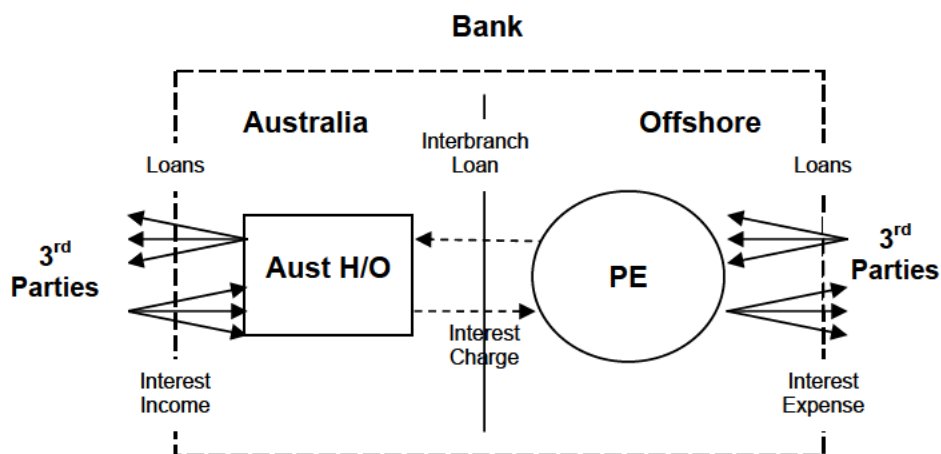 Bank
Australia
Offshore
Interbranch
Loan
Loans
Loans
3rd
Parties
Aust H/O
PE
3rd
Parties
Interest
Charge
Interest
Income
Interest
Expense